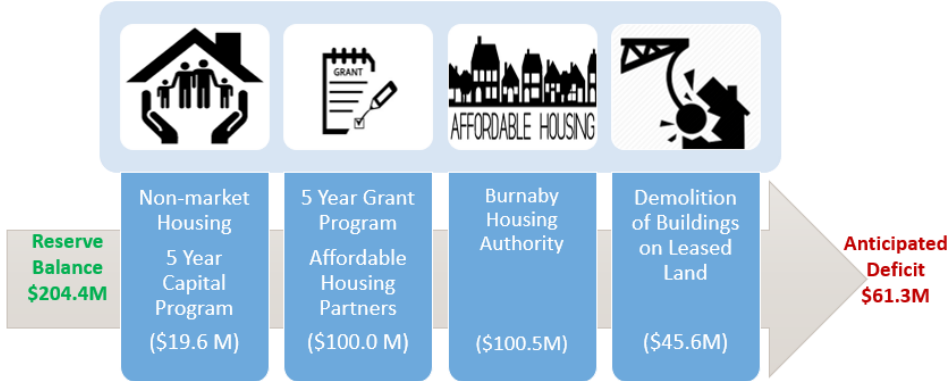 GRANT
AFFORDABLE HOUSING
Reserve
Balance
$204.4M
Non-market
Housing
5 Year
Capital
Program
($19.6 M)
5 Year Grant
Program
Affordable
Housing
Partners
($100.0 M)
Burnaby
Housing
Authority
($100.5M)
Demolition
of Buildings
on Leased
Land
($45.6M)
Anticipated
Deficit
$61.3M